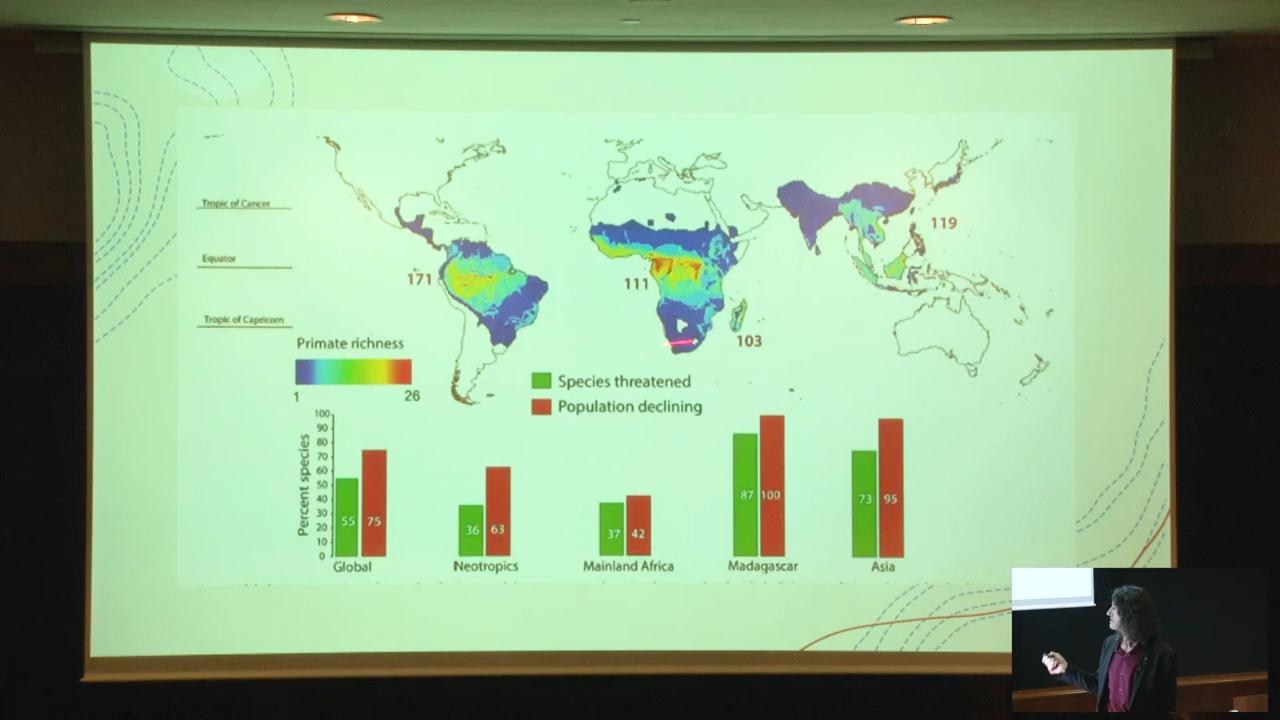 Tropic of Cancer
119
Equator
171
111
Tropic of Capricorn
103
Primate richness
1 26
Species threatened
Population declining
Percent species
100
90
80
70
60
50
40
30
20
10
0
55 75
36 63
37 42
87 100
73 95
Global Neotropics Mainland Africa Madagascar Asia